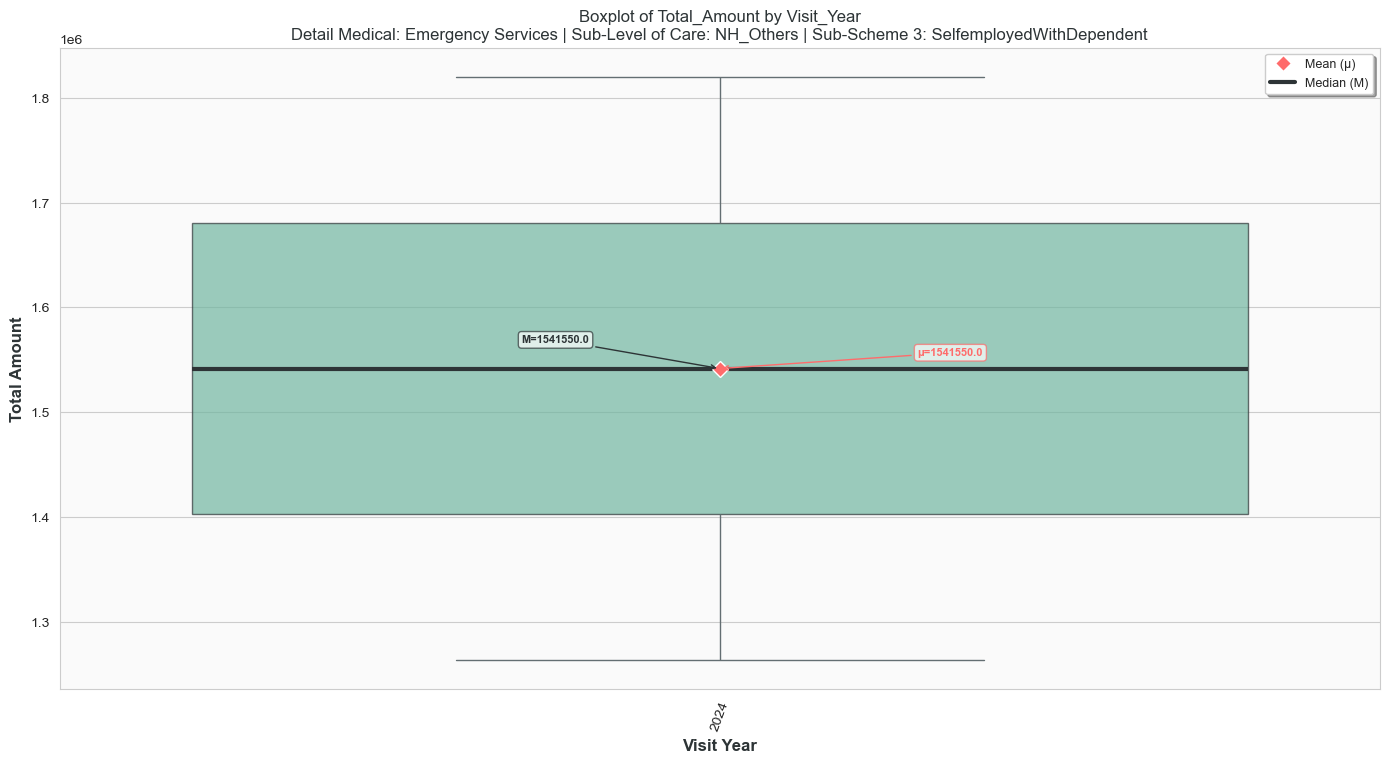 Boxplot of Total_Amount by Visit_Year
Detail Medical: Emergency Services | Sub-Level of Care: NH_Others | Sub-Scheme 3: SelfemployedWithDependent
1e6
Mean (μ)
Median (M)
1.8
1.7
1.6
1.5
1.4
1.3
Total Amount
M=1541550.0
μ=1541550.0
2024
Visit Year